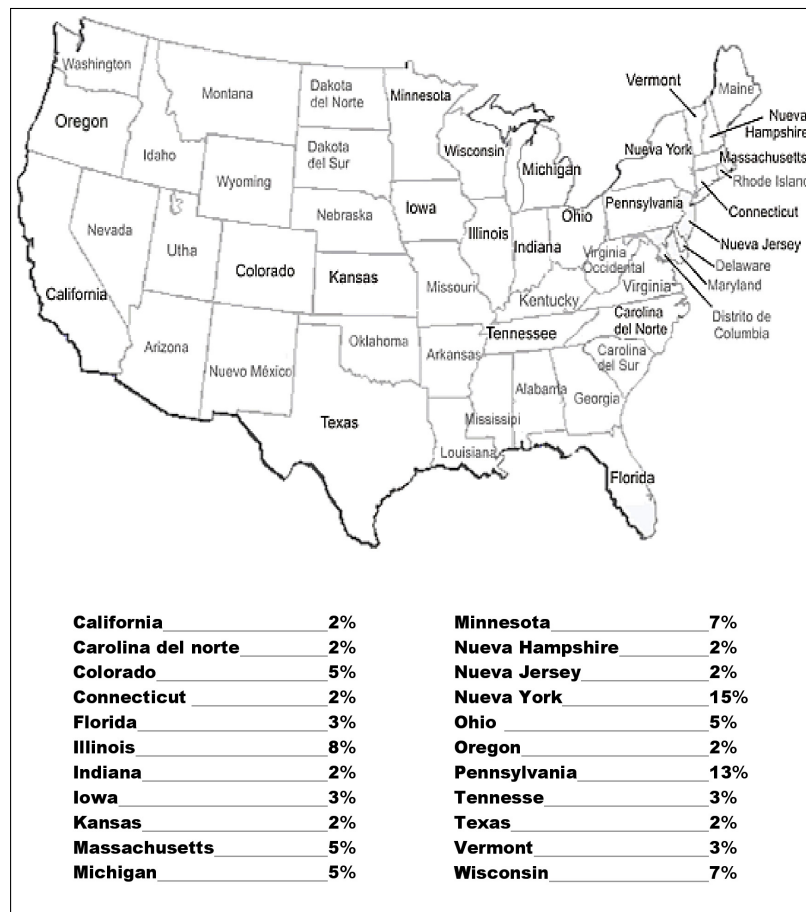 Washington
Oregon
Idaho
Montana
Wyoming
Nevada
Utha
California
Arizona
Colorado
Nuevo México
Dakota
del Norte
Dakota
del Sur
Nebraska
Kansas
Oklahoma
Texas
Minnesota
Iowa
Missouri
Arkansas
Louisiana
Wisconsin
Illinois
Michigan
Indiana
Ohio
Kentucky
Tennessee
Mississipi
Alabama
Georgia
Florida
Carolina
del Sur
Carolina
del Norte
Virginia
Virginia
Occidental
Pennsylvania
Nueva York
Vermont
Maine
Nueva
Hampshire
Massachusetts
Rhode Island
Connecticut
Nueva Jersey
Delaware
Maryland
Distrito de
Columbia
California 2%
Carolina del norte 2%
Colorado 5%
Connecticut 2%
Florida 3%
Illinois 8%
Indiana 2%
Iowa 3%
Kansas 2%
Massachusetts 5%
Michigan 5%
Minnesota 7%
Nueva Hampshire 2%
Nueva Jersey 2%
Nueva York 15%
Ohio 5%
Oregon 2%
Pennsylvania 13%
Tennesse 3%
Texas 2%
Vermont 3%
Wisconsin 7%